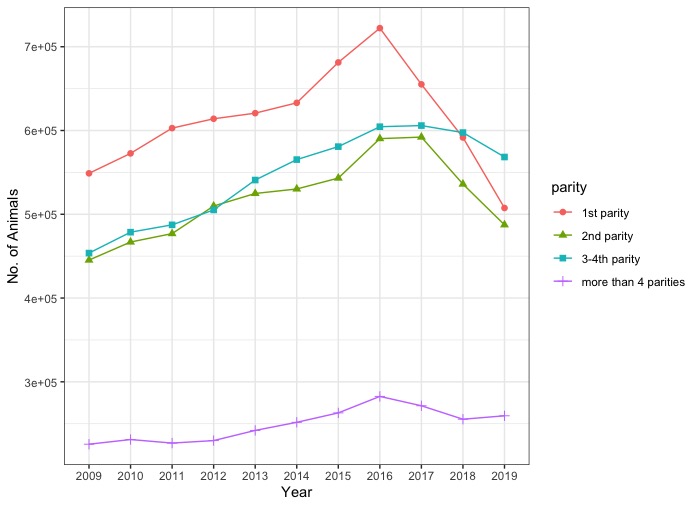 7e+05
6e+05
5e+05
4e+05
3e+05
No. of Animals
2009 2010 2011 2012 2013 2014 2015 2016 2017 2018 2019
Year
parity
1st parity
2nd parity
3-4th parity
more than 4 parities